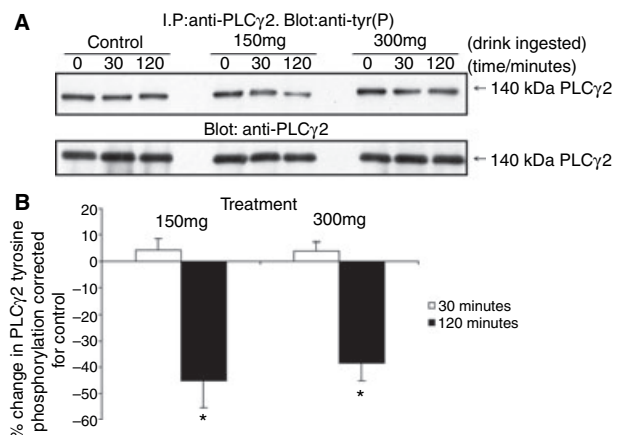 A
I.P:anti-PLCγ2. Blot:anti-tyr(P)
Control 150mg 300mg (drink ingested)
0 30 120 0 30 120 0 30 120 (time/minutes)
← 140 kDa PLCγ2
Blot: anti-PLCγ2
← 140 kDa PLCγ2
B
Treatment
150mg 300mg
% change in PLCγ2 tyrosine
phosphorylation corrected
for control
20
10
0
–10
–20
–30
–40
–50
–60
* *
30 minutes
120 minutes